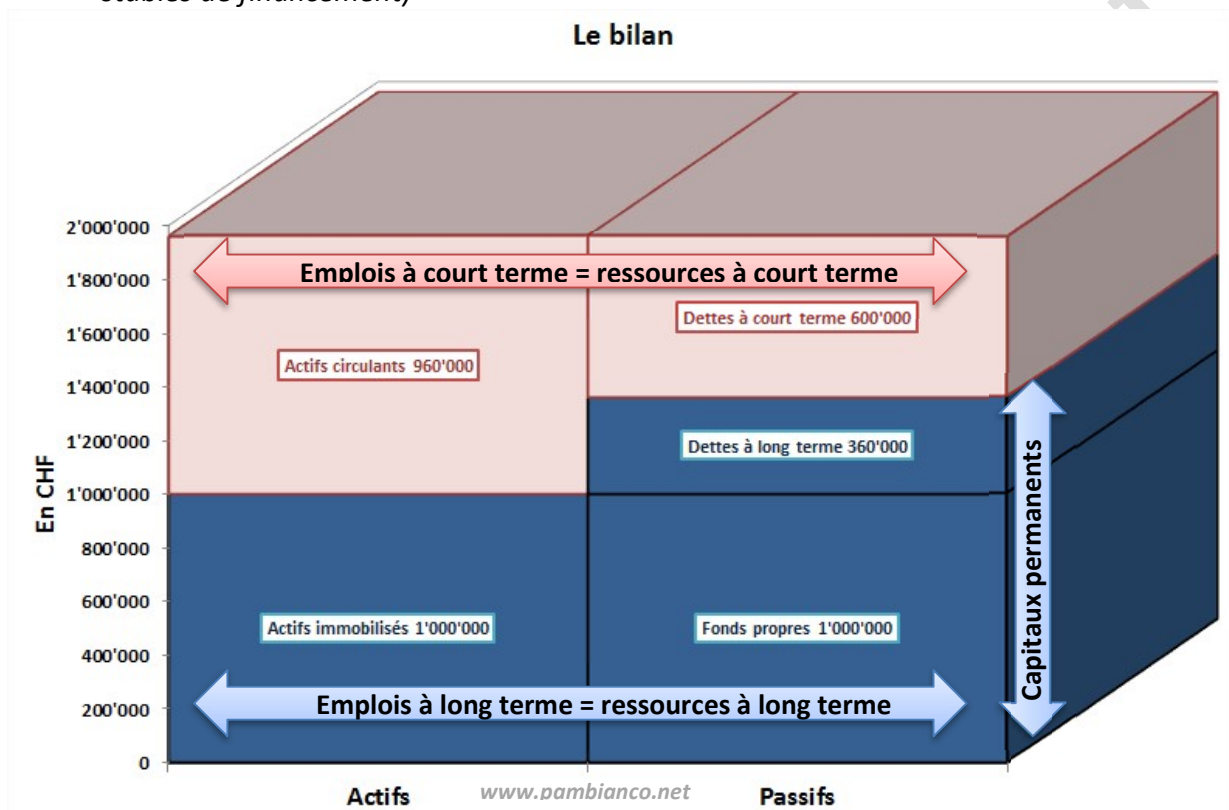 stables de financement)
Le bilan
2'000'000
1'800'000
1'600'000
1'400'000
1'200'000
1'000'000
800'000
600'000
400'000
200'000
0
En CHF
Emplois à court terme = ressources à court terme
Dettes à court terme 600'000
Actifs circulants 960'000
Dettes à long terme 360'000
Capitaux permanents
Actifs immobilisés 1'000'000
Fonds propres 1'000'000
Emplois à long terme = ressources à long terme
Actifs
www.pambianco.net
Passifs